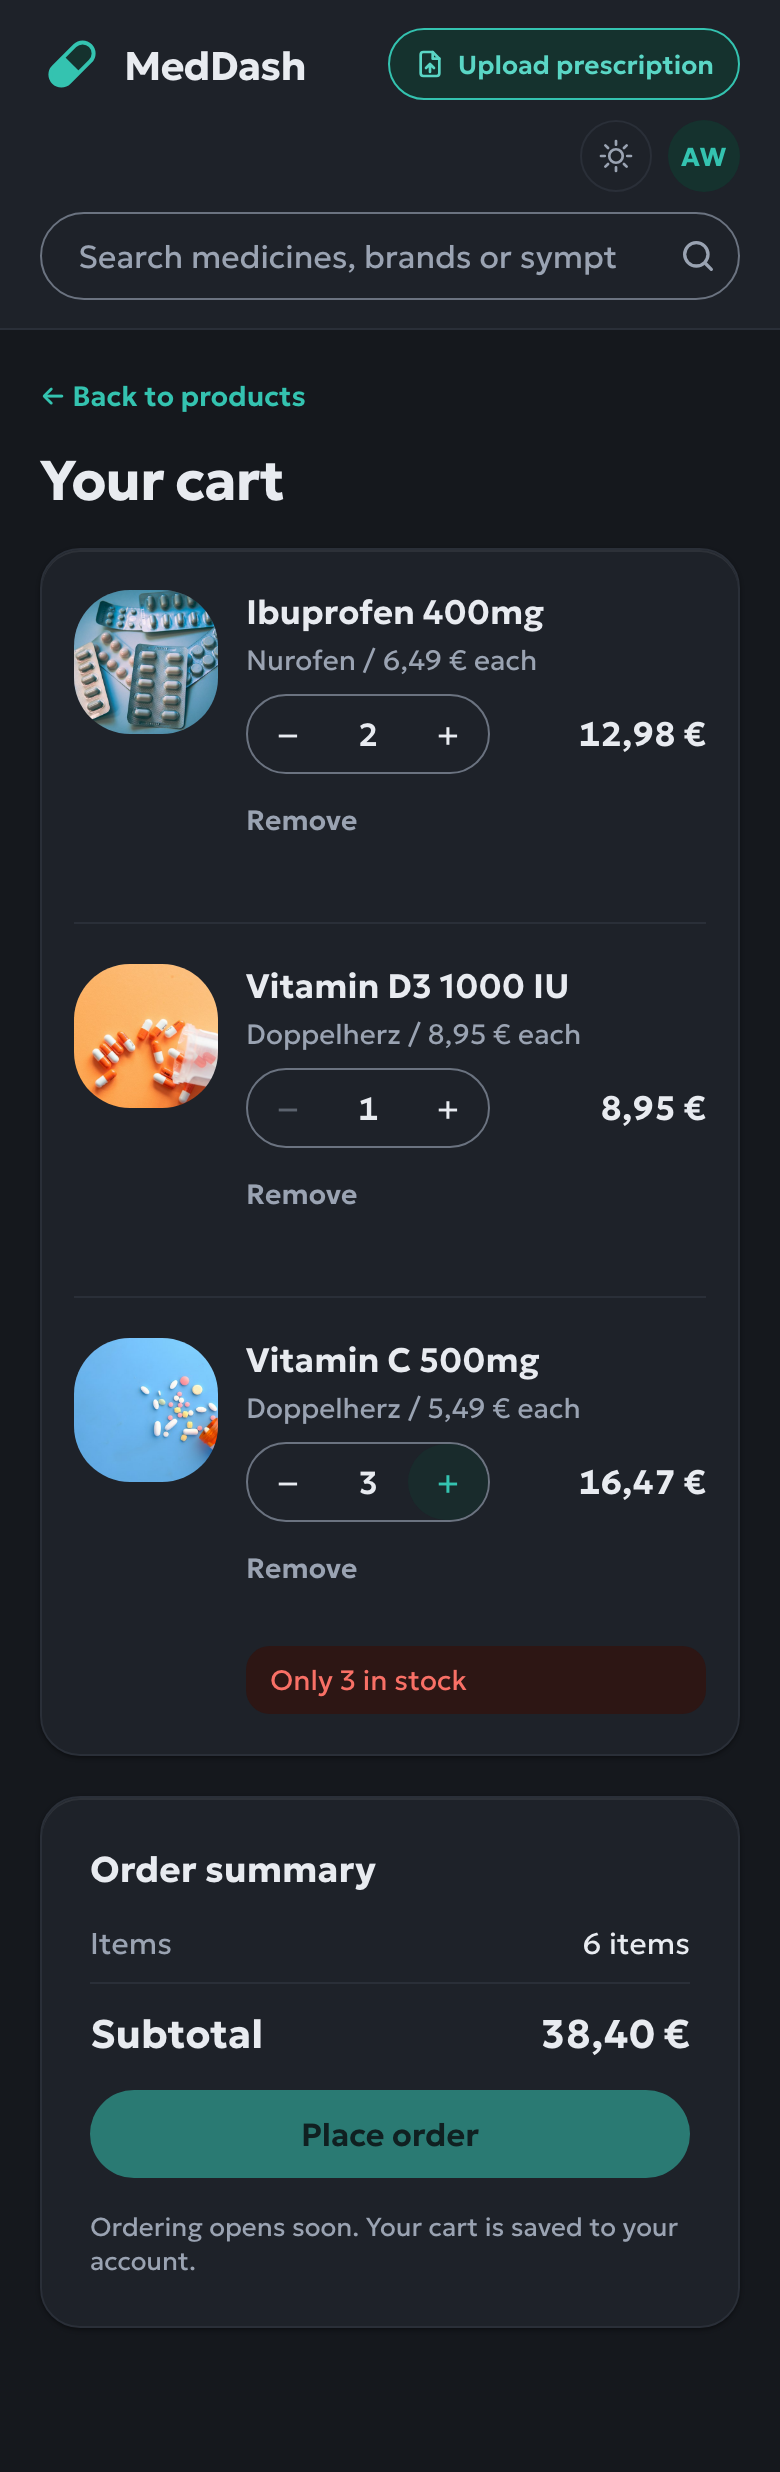 MedDash
Upload prescription
AW
Search medicines, brands or sympt
← Back to products
Your cart
Ibuprofen 400mg
Nurofen / 6,49 € each
− 2 +
12,98 €
Remove
Vitamin D3 1000 IU
Doppelherz / 8,95 € each
− 1 +
8,95 €
Remove
Vitamin C 500mg
Doppelherz / 5,49 € each
− 3 +
16,47 €
Remove
Only 3 in stock
Order summary
Items 6 items
Subtotal 38,40 €
Place order
Ordering opens soon. Your cart is saved to your
account.